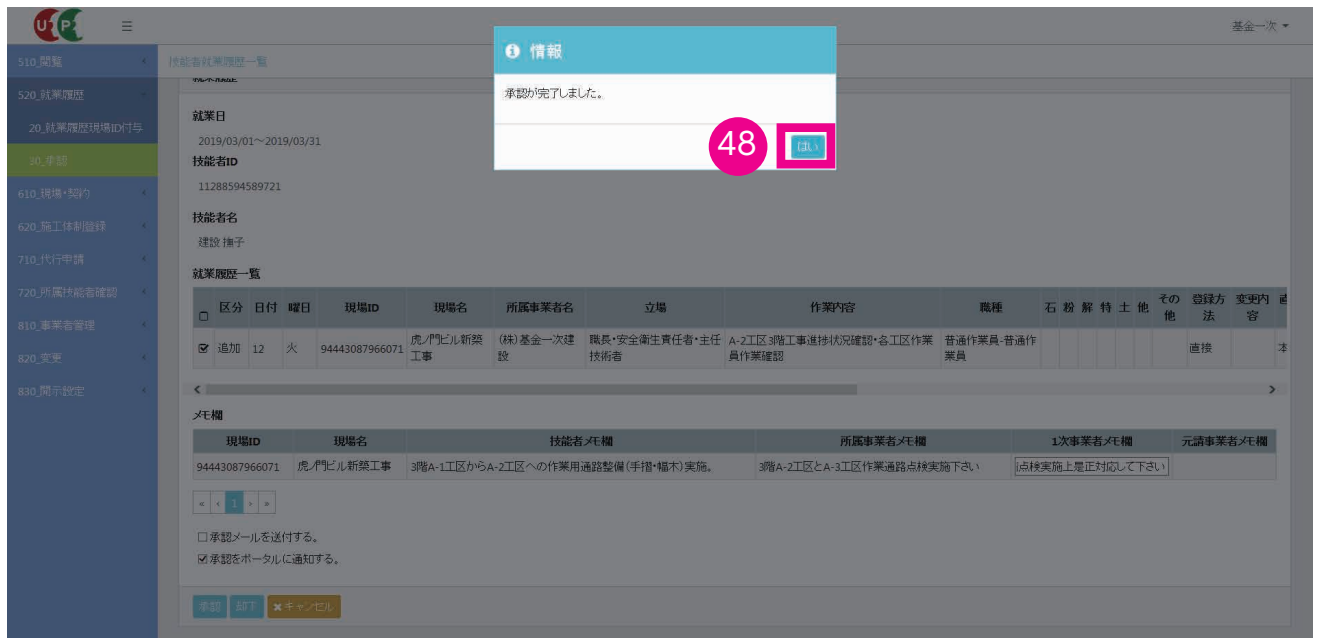 U P
基金一次
510_閲覧
520_就業履歴
20_就業履歴現場ID付与
30_承認
610_現場・契約
620_施工体制登録
710_代行申請
720_所属技能者確認
810_事業者管理
820_変更
830_開示設定
技能者就業履歴一覧
就業履歴
情報
承認が完了しました。
48
はい
就業日
2019/03/01～2019/03/31
技能者ID
11288594589721
技能者名
建設 撫子
就業履歴一覧
区分 日付 曜日 現場ID 現場名 所属事業者名 立場 作業内容 職種 石 粉 解 特 土 他 その他 登録方法 変更内容
追加 12 火 94443087966071 虎ノ門ビル新築工事 (株)基金一次建設 職長・安全衛生責任者・主任技術者 A-2工区3階工事進捗状況確認・各工区作業員作業確認 普通作業員-普通作業員 直接 本
メモ欄
現場ID 現場名 技能者メモ欄 所属事業者メモ欄 1次事業者メモ欄 元請事業者メモ欄
94443087966071 虎ノ門ビル新築工事 3階A-1工区からA-2工区への作業用通路整備(手摺・幅木)実施。 3階A-2工区とA-3工区作業通路点検実施下さい 点検実施上是正対応して下さい
« ‹ 1 › »
承認メールを送付する。
承認をポータルに通知する。
承認 却下 ×キャンセル